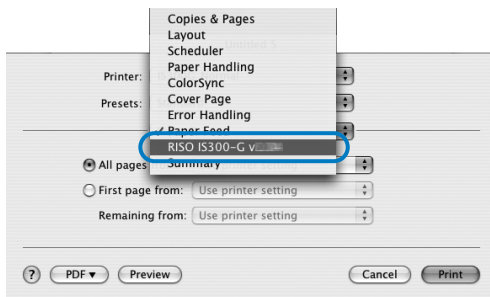 Copies & Pages
Layout
Scheduler
Paper Handling
Printer:
ColorSync
Presets:
Cover Page
Error Handling
✓ Paper Feed
RISO IS300-G v
All pages
Summary
First page from:
Use printer setting
Remaining from:
Use printer setting
?
PDF ▼
Preview
Cancel
Print